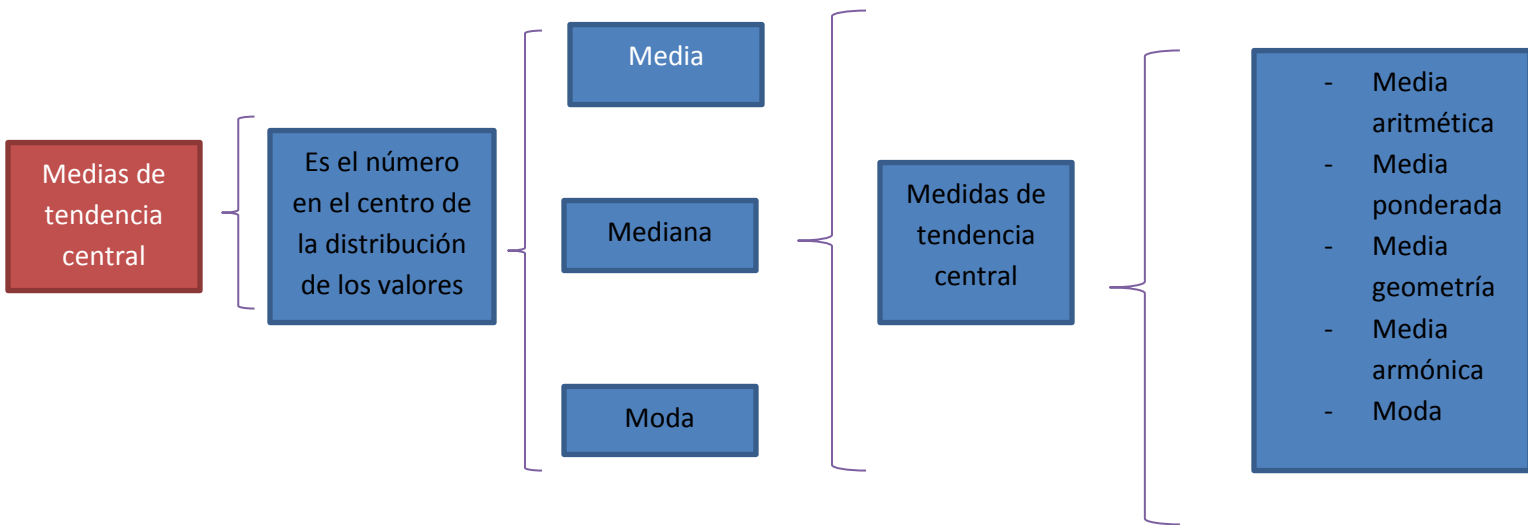 Medias de
tendencia
central
Es el número
en el centro de
la distribución
de los valores
Media
Mediana
Moda
Medidas de
tendencia
central
- Media
aritmética
- Media
ponderada
- Media
geometría
- Media
armónica
- Moda